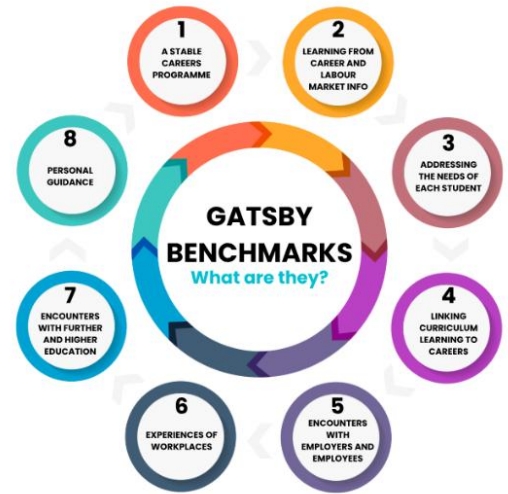 1
A STABLE
CAREERS
PROGRAMME
2
LEARNING FROM
CAREER AND
LABOUR
MARKET INFO
3
ADDRESSING
THE NEEDS OF
EACH STUDENT
4
LINKING
CURRICULUM
LEARNING TO
CAREERS
5
ENCOUNTERS
WITH
EMPLOYERS AND
EMPLOYEES
6
EXPERIENCES OF
WORKPLACES
7
ENCOUNTERS
WITH FURTHER
AND HIGHER
EDUCATION
8
PERSONAL
GUIDANCE
GATSBY
BENCHMARKS
What are they?